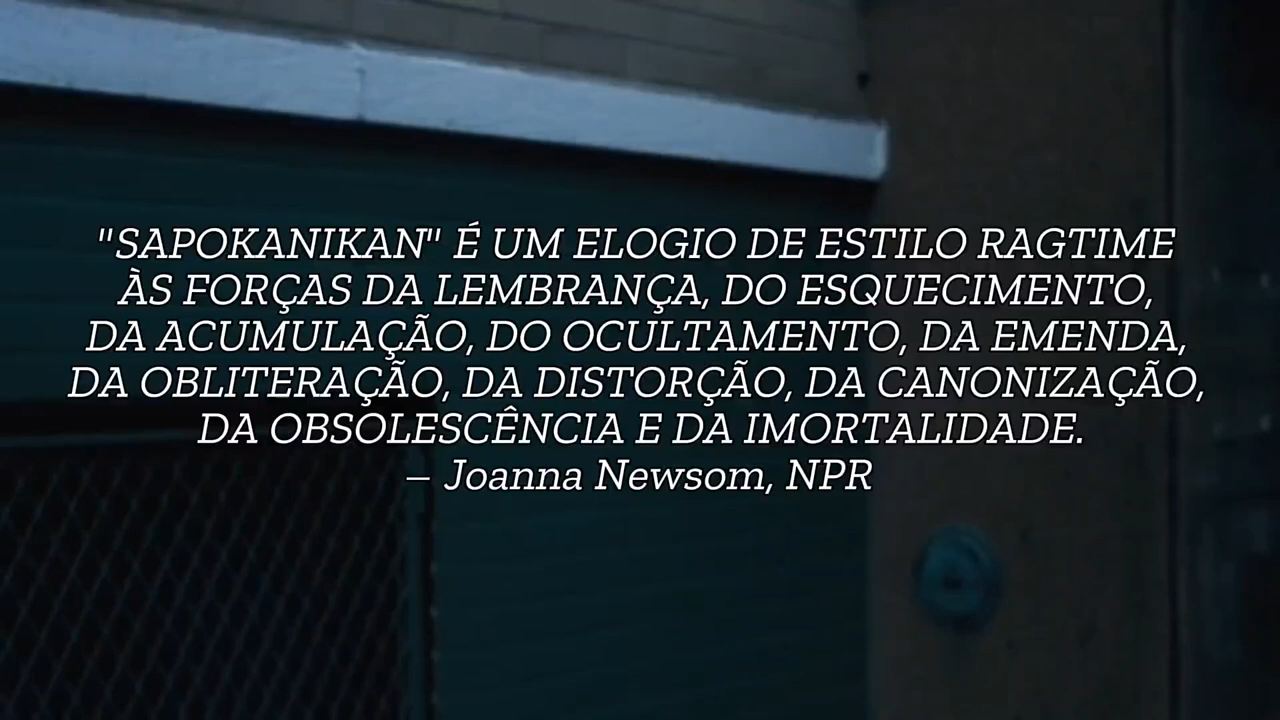 "SAPOKANIKAN" É UM ELOGIO DE ESTILO RAGTIME
ÀS FORÇAS DA LEMBRANÇA, DO ESQUECIMENTO,
DA ACUMULAÇÃO, DO OCULTAMENTO, DA EMENDA,
DA OBLITERAÇÃO, DA DISTORÇÃO, DA CANONIZAÇÃO,
DA OBSOLESCÊNCIA E DA IMORTALIDADE.
– Joanna Newsom, NPR